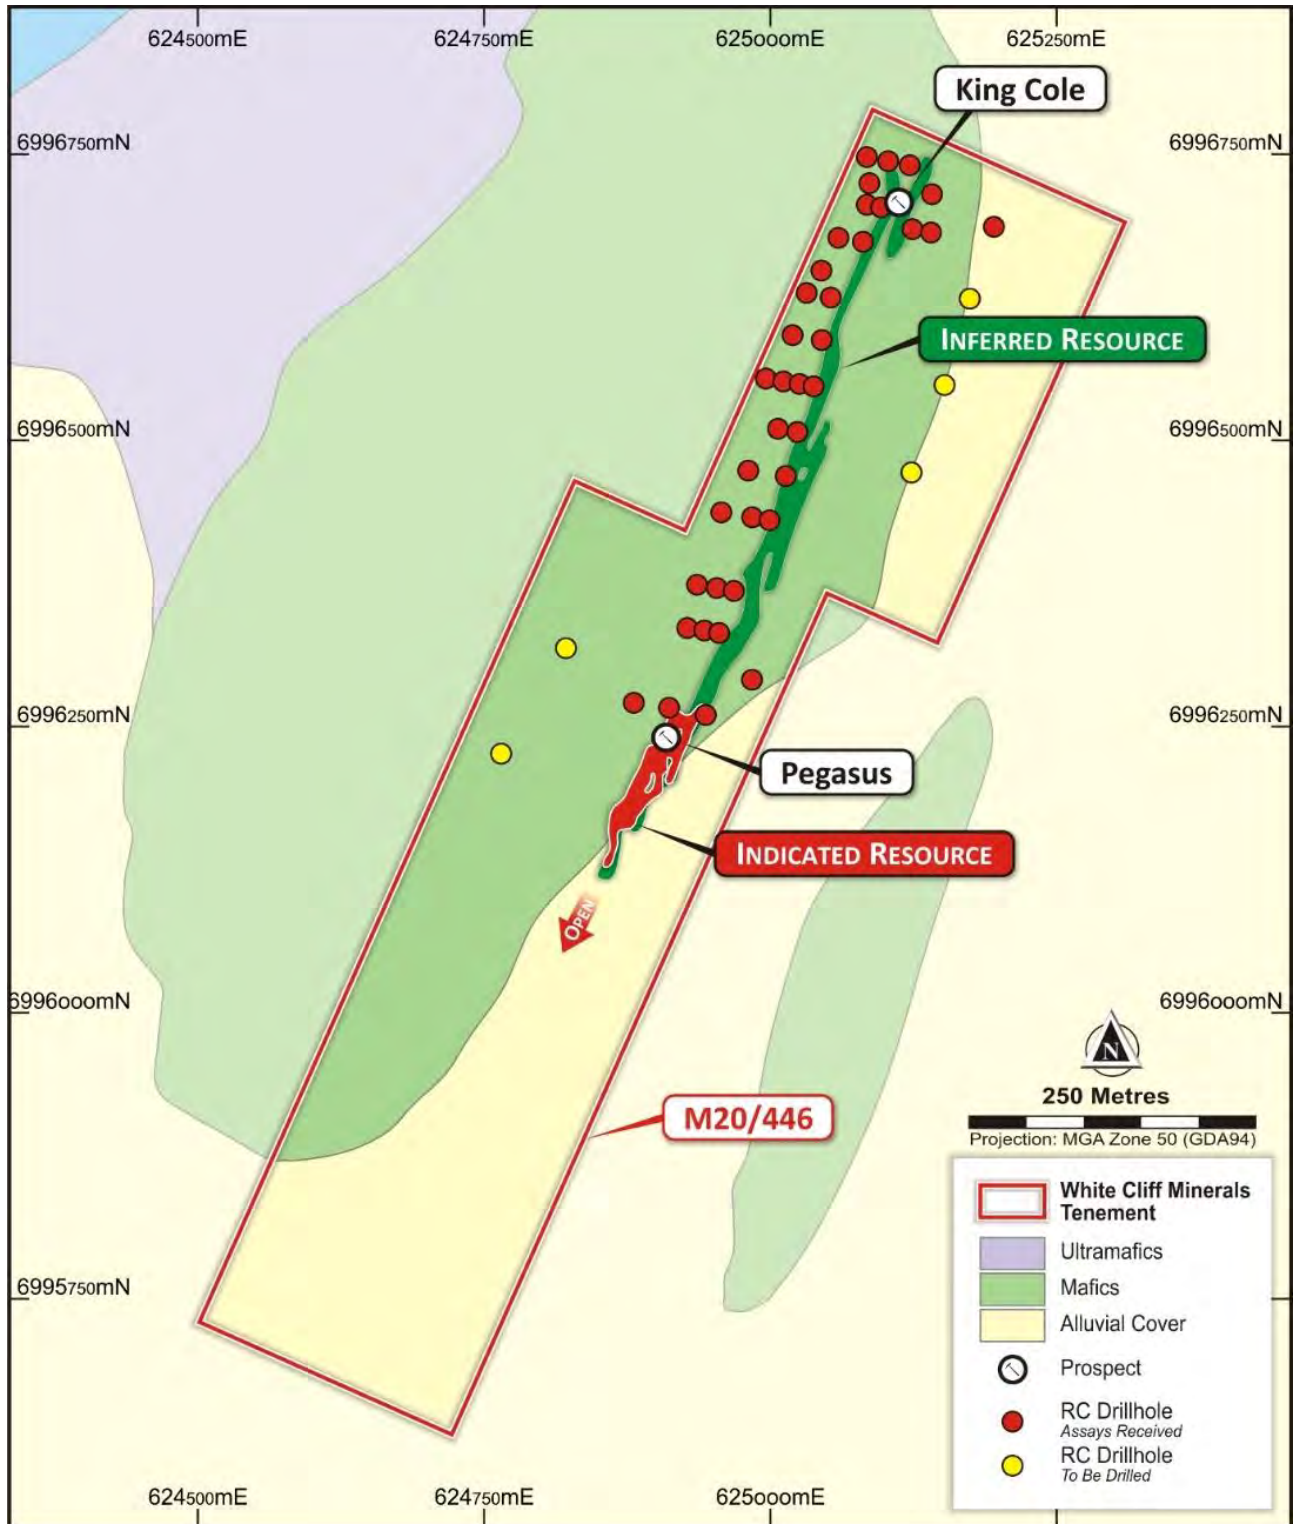 624500mE
624750mE
625000mE
625250mE
King Cole
6996750mN
6996750mN
INFERRED RESOURCE
6996500mN
6996500mN
6996250mN
6996250mN
Pegasus
INDICATED RESOURCE
OPEN
6996000mN
6996000mN
N
250 Metres
Projection: MGA Zone 50 (GDA94)
M20/446
White Cliff Minerals
Tenement
Ultramafics
Mafics
Alluvial Cover
Prospect
RC Drillhole
Assays Received
RC Drillhole
To Be Drilled
6995750mN
624500mE
624750mE
625000mE